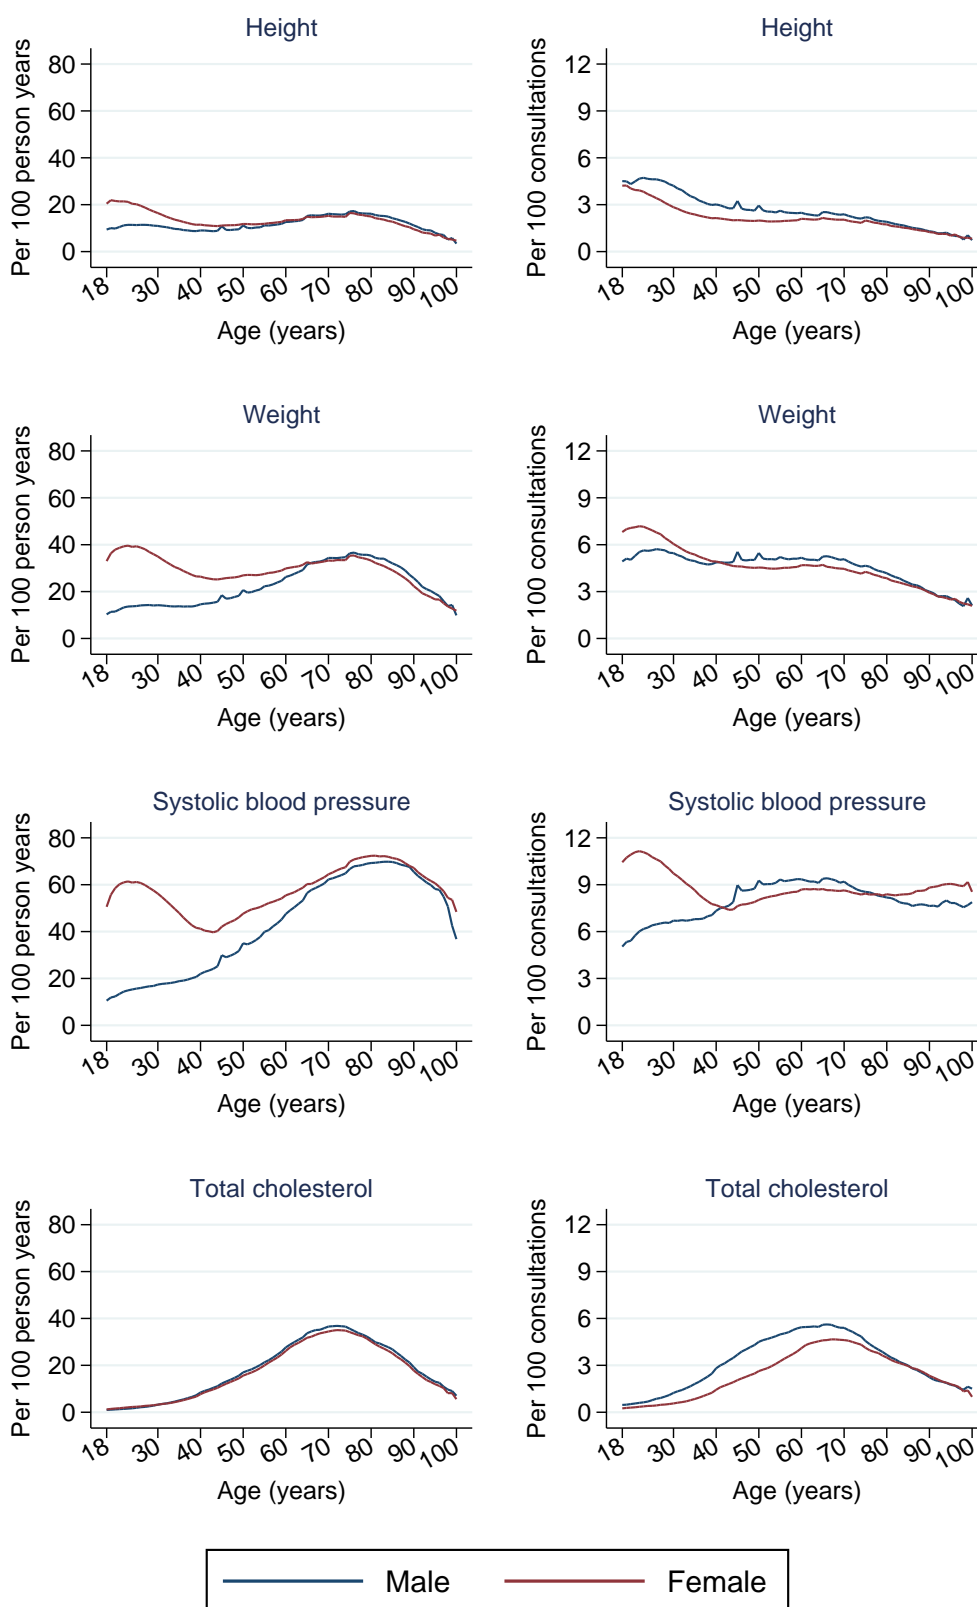 Height
Per 100 person years
80
60
40
20
0
18 30 40 50 60 70 80 90 100
Age (years)
Height
Per 100 consultations
12
9
6
3
0
18 30 40 50 60 70 80 90 100
Age (years)
Weight
Per 100 person years
80
60
40
20
0
18 30 40 50 60 70 80 90 100
Age (years)
Weight
Per 100 consultations
12
9
6
3
0
18 30 40 50 60 70 80 90 100
Age (years)
Systolic blood pressure
Per 100 person years
80
60
40
20
0
18 30 40 50 60 70 80 90 100
Age (years)
Systolic blood pressure
Per 100 consultations
12
9
6
3
0
18 30 40 50 60 70 80 90 100
Age (years)
Total cholesterol
Per 100 person years
80
60
40
20
0
18 30 40 50 60 70 80 90 100
Age (years)
Total cholesterol
Per 100 consultations
12
9
6
3
0
18 30 40 50 60 70 80 90 100
Age (years)
Male Female